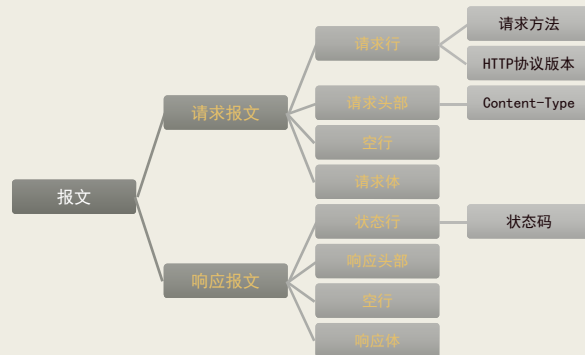 报文
请求报文
请求行
请求方法
HTTP协议版本
请求头部
Content-Type
空行
请求体
响应报文
状态行
状态码
响应头部
空行
响应体